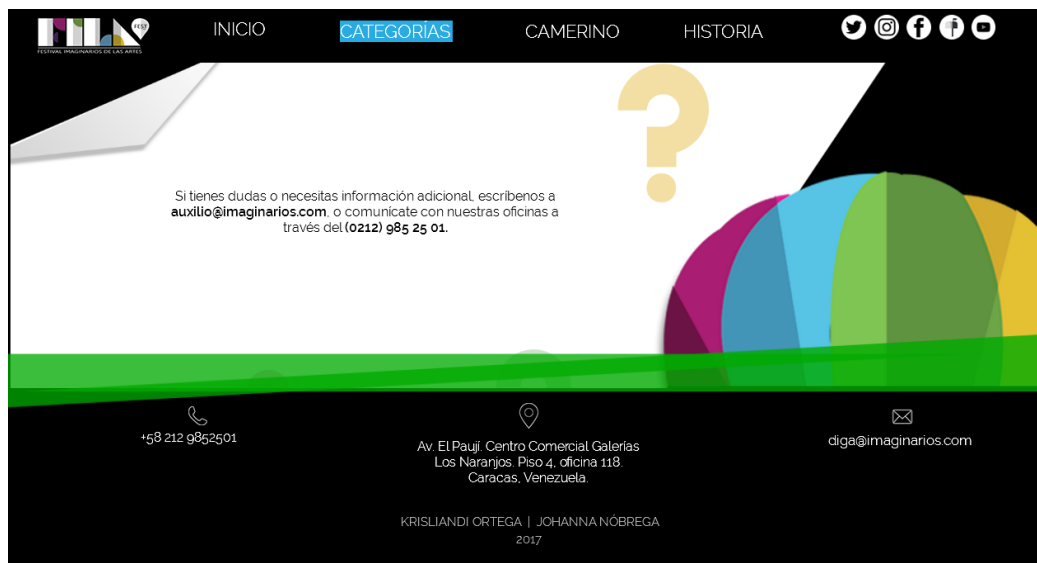 FILA FEST
FESTIVAL IMAGINARIOS DE LAS ARTES
INICIO
CATEGORÍAS
CAMERINO
HISTORIA
Si tienes dudas o necesitas información adicional, escríbenos a
auxilio@imaginarios.com, o comunícate con nuestras oficinas a
través del (0212) 985 25 01.
+58 212 9852501
Av. El Paují. Centro Comercial Galerías
Los Naranjos. Piso 4, oficina 118.
Caracas, Venezuela.
diga@imaginarios.com
KRISLIANDI ORTEGA | JOHANNA NÓBREGA
2017